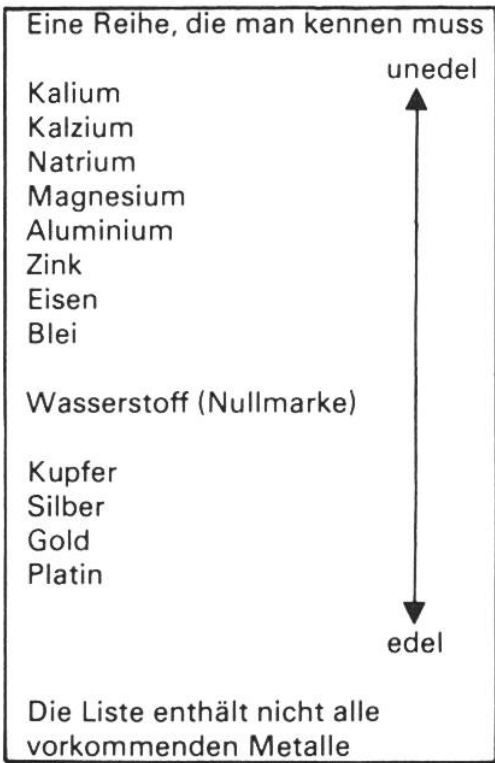 Eine Reihe, die man kennen muss
unedel
Kalium
Kalzium
Natrium
Magnesium
Aluminium
Zink
Eisen
Blei
Wasserstoff (Nullmarke)
Kupfer
Silber
Gold
Platin
edel
Die Liste enthält nicht alle
vorkommenden Metalle